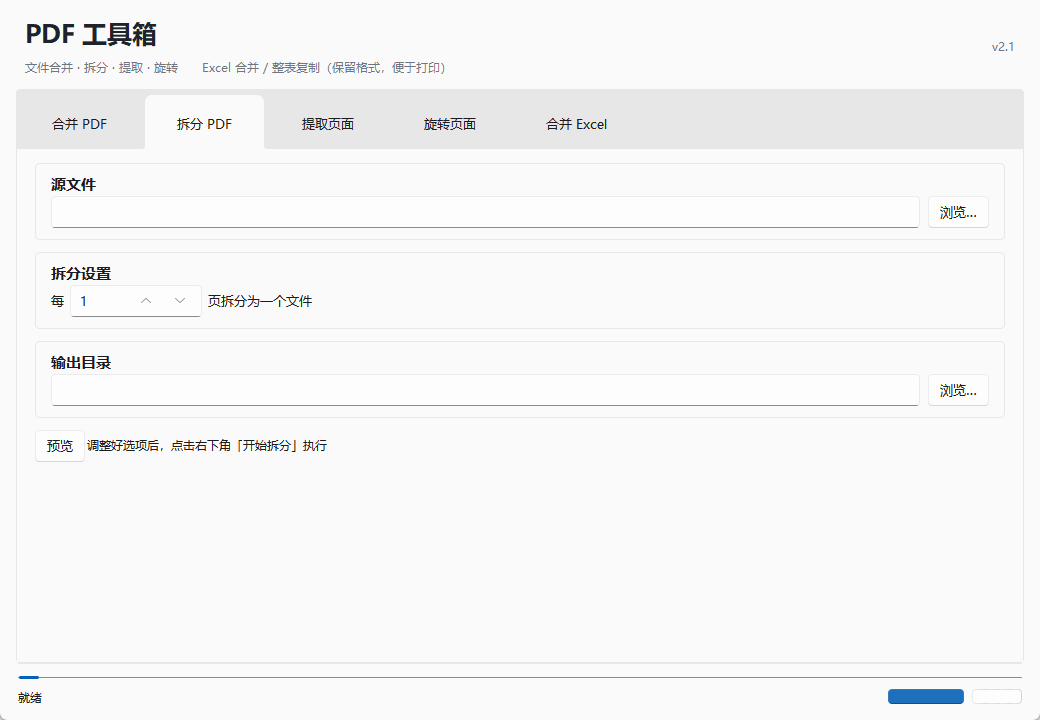 PDF 工具箱
v2.1
文件合并 · 拆分 · 提取 · 旋转  Excel 合并 / 整表复制（保留格式，便于打印）
合并 PDF  拆分 PDF  提取页面  旋转页面  合并 Excel
源文件
浏览...
拆分设置
每 1 页拆分为一个文件
输出目录
浏览...
预览 调整好选项后，点击右下角「开始拆分」执行
就绪